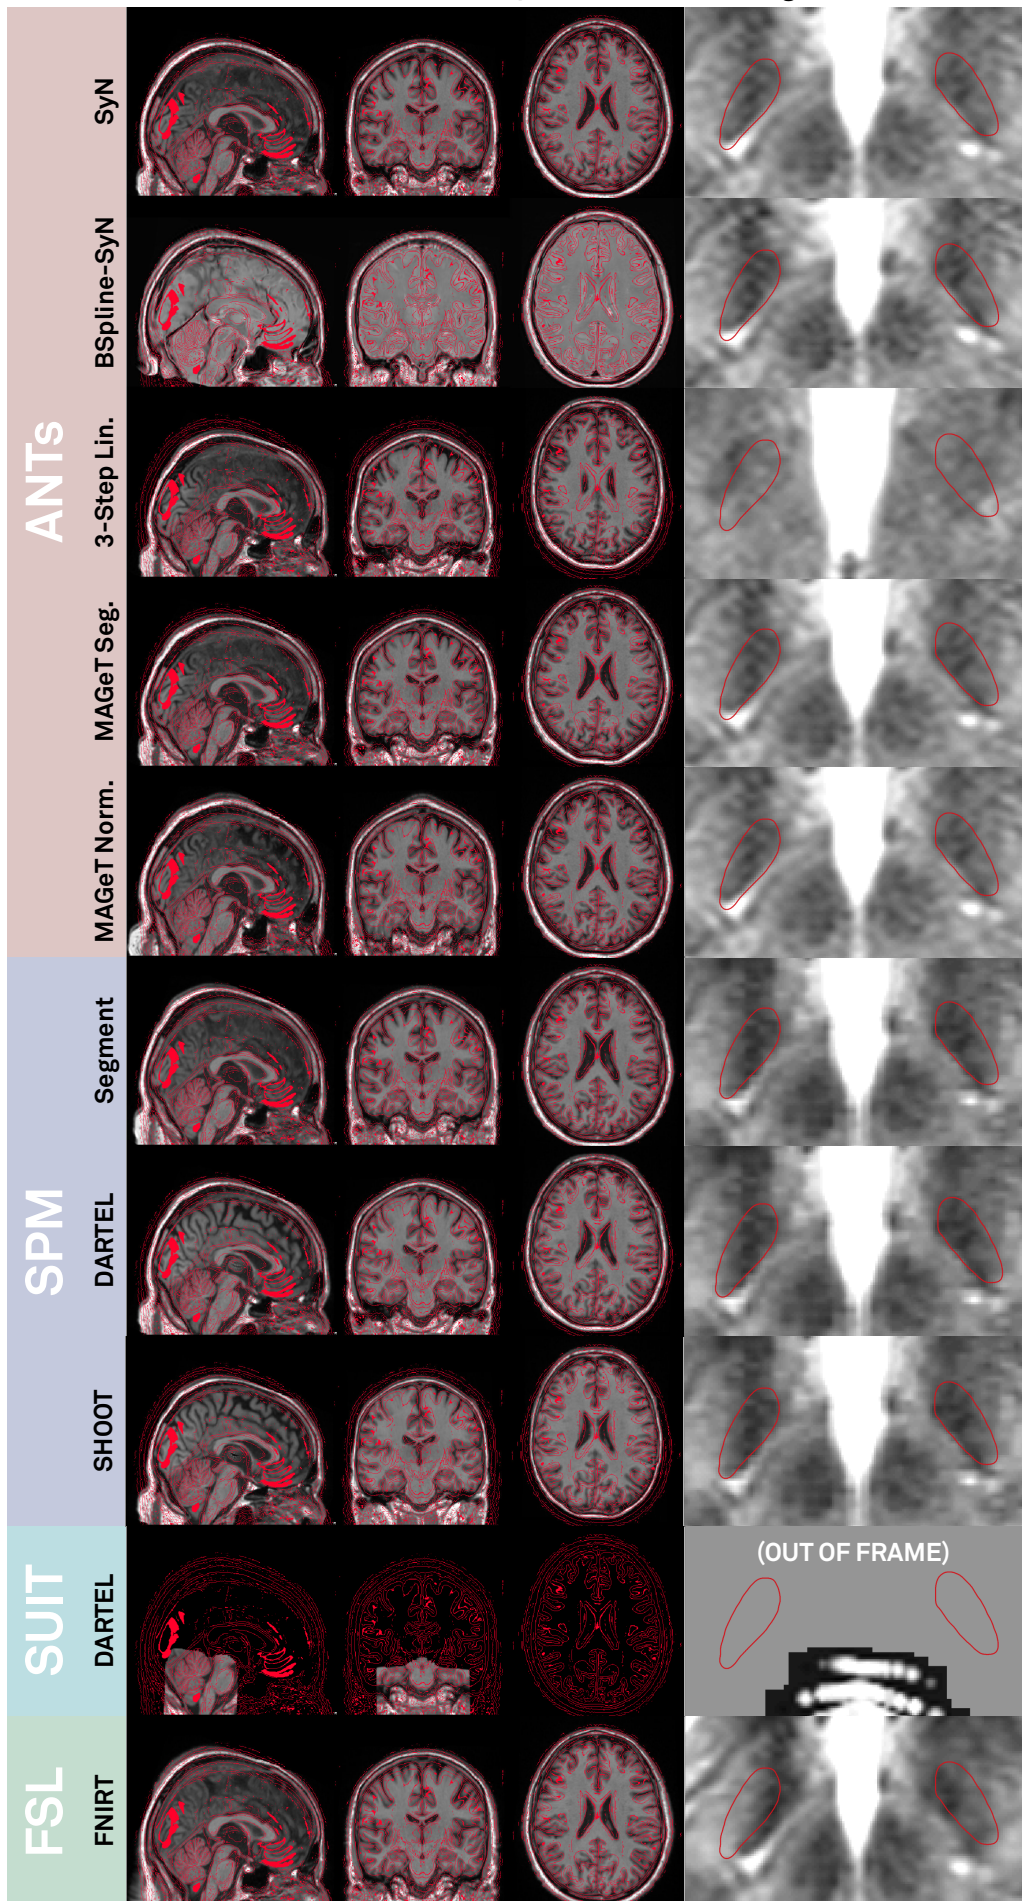 ANTs
SyN
BSpline-SyN
3-Step Lin.
MAGeT Seg.
MAGeT Norm.
SPM
Segment
DARTEL
SHOOT
SUIT
DARTEL
(OUT OF FRAME)
FSL
FNIRT